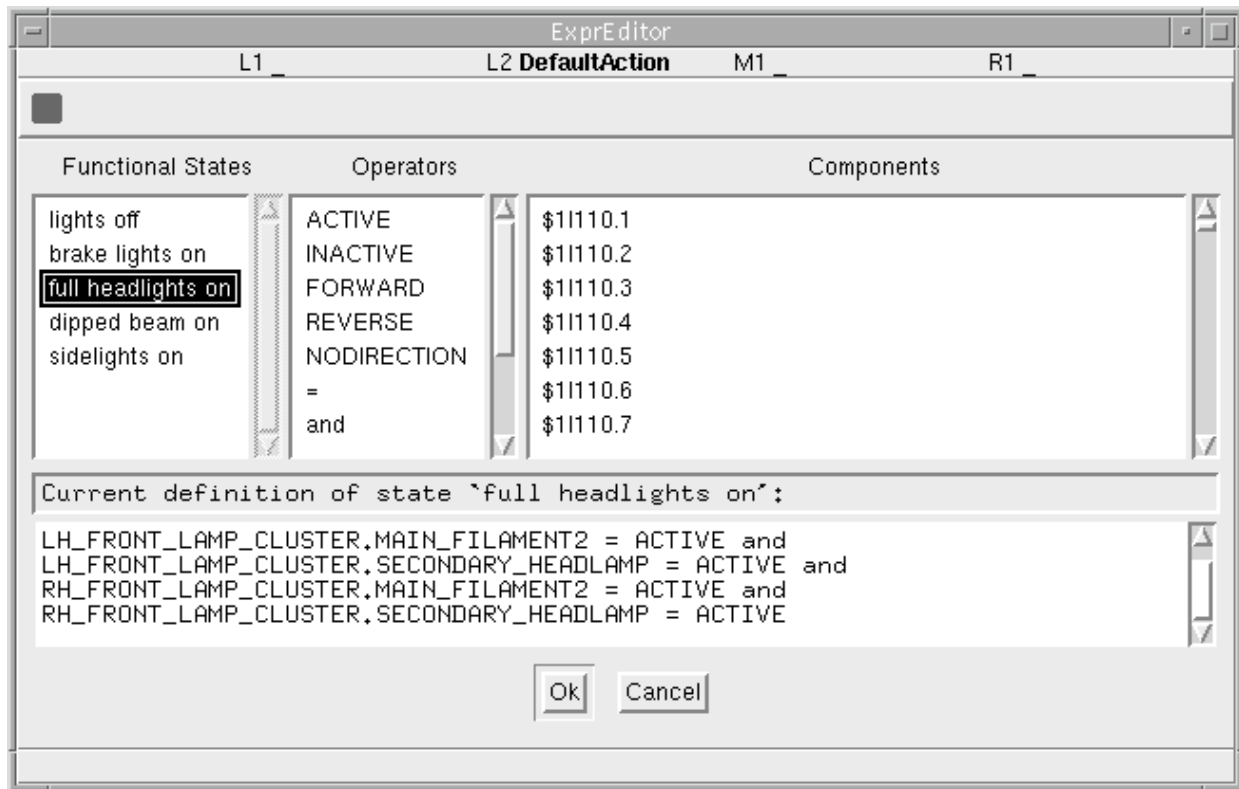 ExprEditor
L1 _ L2 DefaultAction M1 _ R1 _
Functional States Operators Components
lights off ACTIVE $1I110.1
brake lights on INACTIVE $1I110.2
full headlights on FORWARD $1I110.3
dipped beam on REVERSE $1I110.4
sidelights on NODIRECTION $1I110.5
= $1I110.6
and $1I110.7
Current definition of state `full headlights on´:
LH_FRONT_LAMP_CLUSTER.MAIN_FILAMENT2 = ACTIVE and
LH_FRONT_LAMP_CLUSTER.SECONDARY_HEADLAMP = ACTIVE and
RH_FRONT_LAMP_CLUSTER.MAIN_FILAMENT2 = ACTIVE and
RH_FRONT_LAMP_CLUSTER.SECONDARY_HEADLAMP = ACTIVE
Ok Cancel